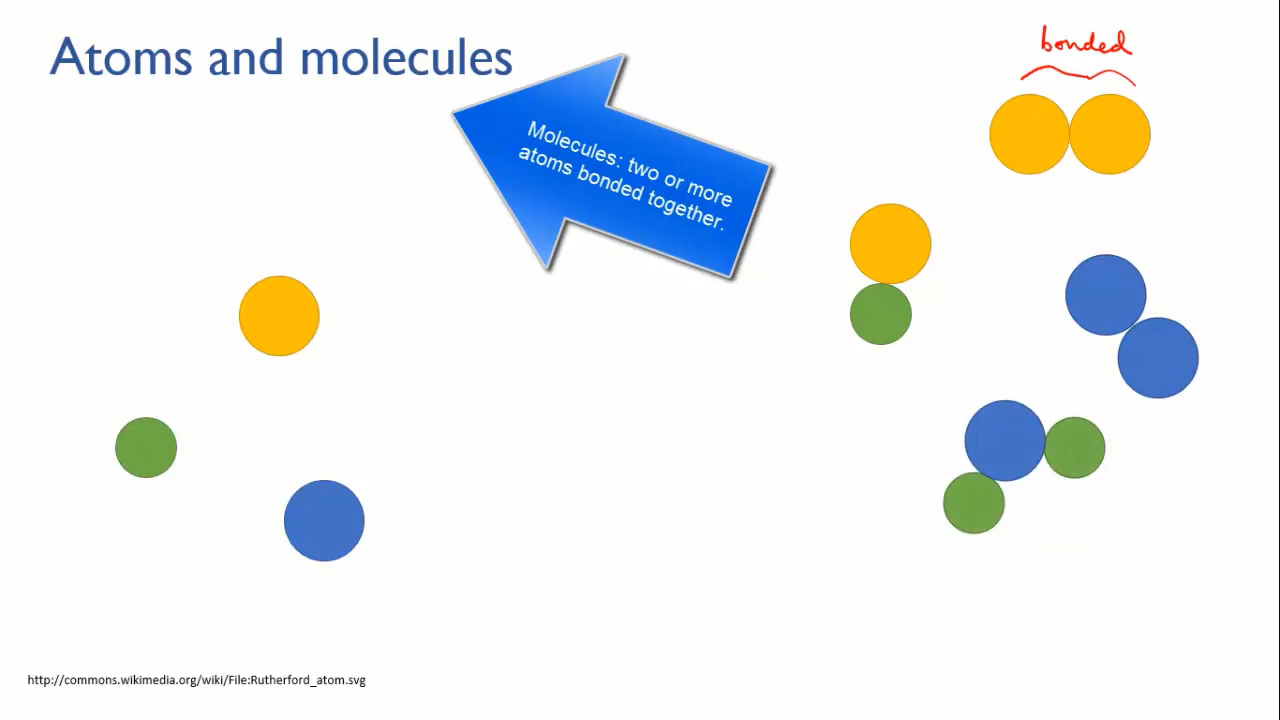 Atoms and molecules
bonded
Molecules: two or more
atoms bonded together.
http://commons.wikimedia.org/wiki/File:Rutherford_atom.svg